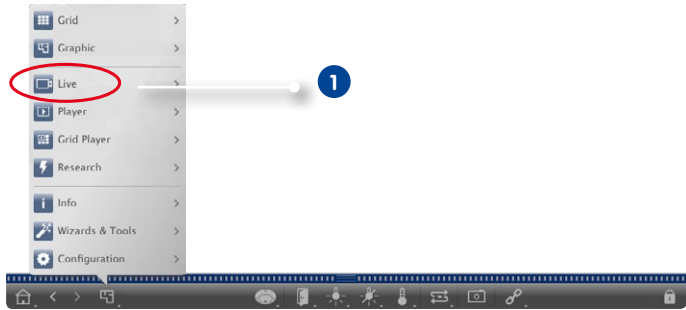 Grid
Graphic
Live
1
Player
Grid Player
Research
Info
Wizards & Tools
Configuration